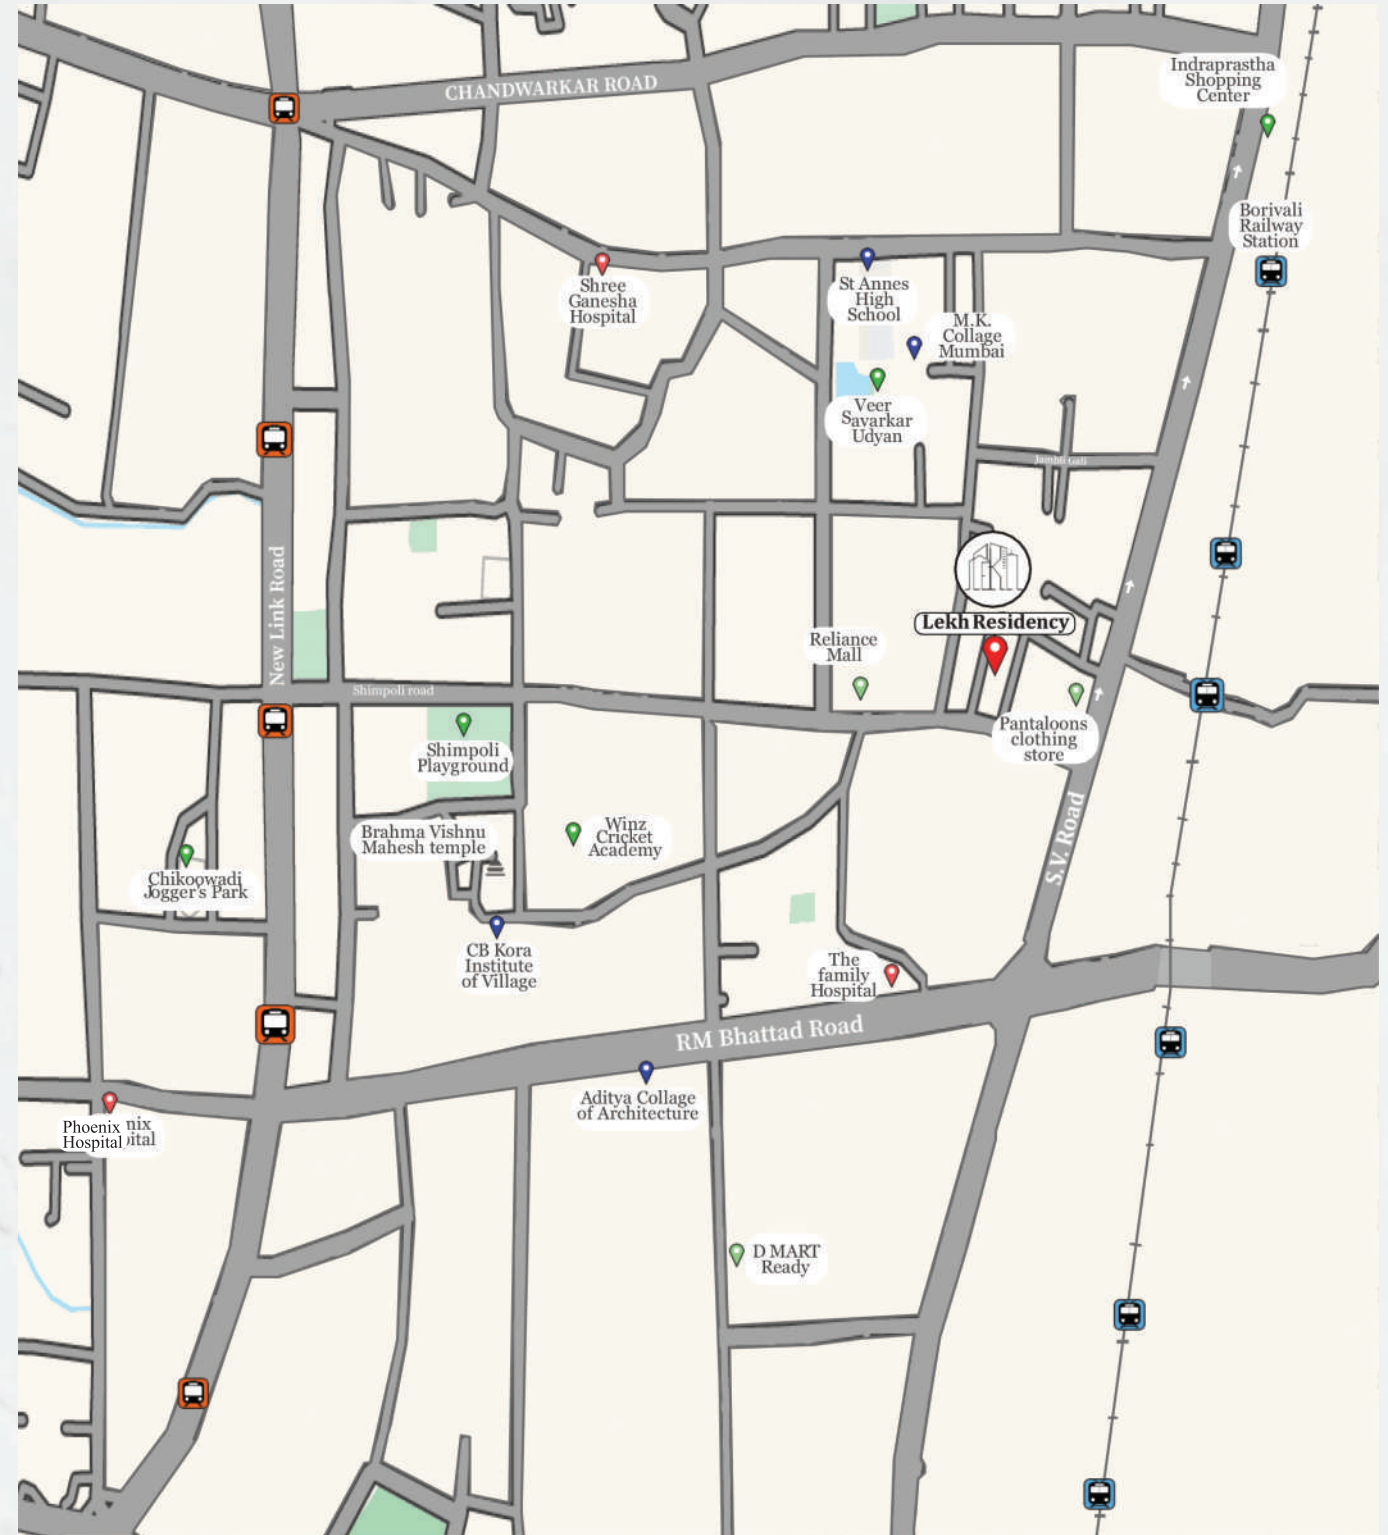 Indraprastha
Shopping
Center
CHANDWARKAR ROAD
Borivali
Railway
Station
Shree
Ganesha
Hospital
St Annes
High
School
M.K.
Collage
Mumbai
Veer
Savarkar
Udyan
Jambli Gali
New Link Road
Lekh Residency
Reliance
Mall
Shimpoli road
Pantaloons
clothing
store
Shimpoli
Playground
Brahma Vishnu
Mahesh temple
Winz
Cricket
Academy
S.V. Road
Chikoowadi
Jogger's Park
CB Kora
Institute
of Village
The
family
Hospital
RM Bhattad Road
Aditya Collage
of Architecture
Phoenix nix
Hospital ital
D MART
Ready